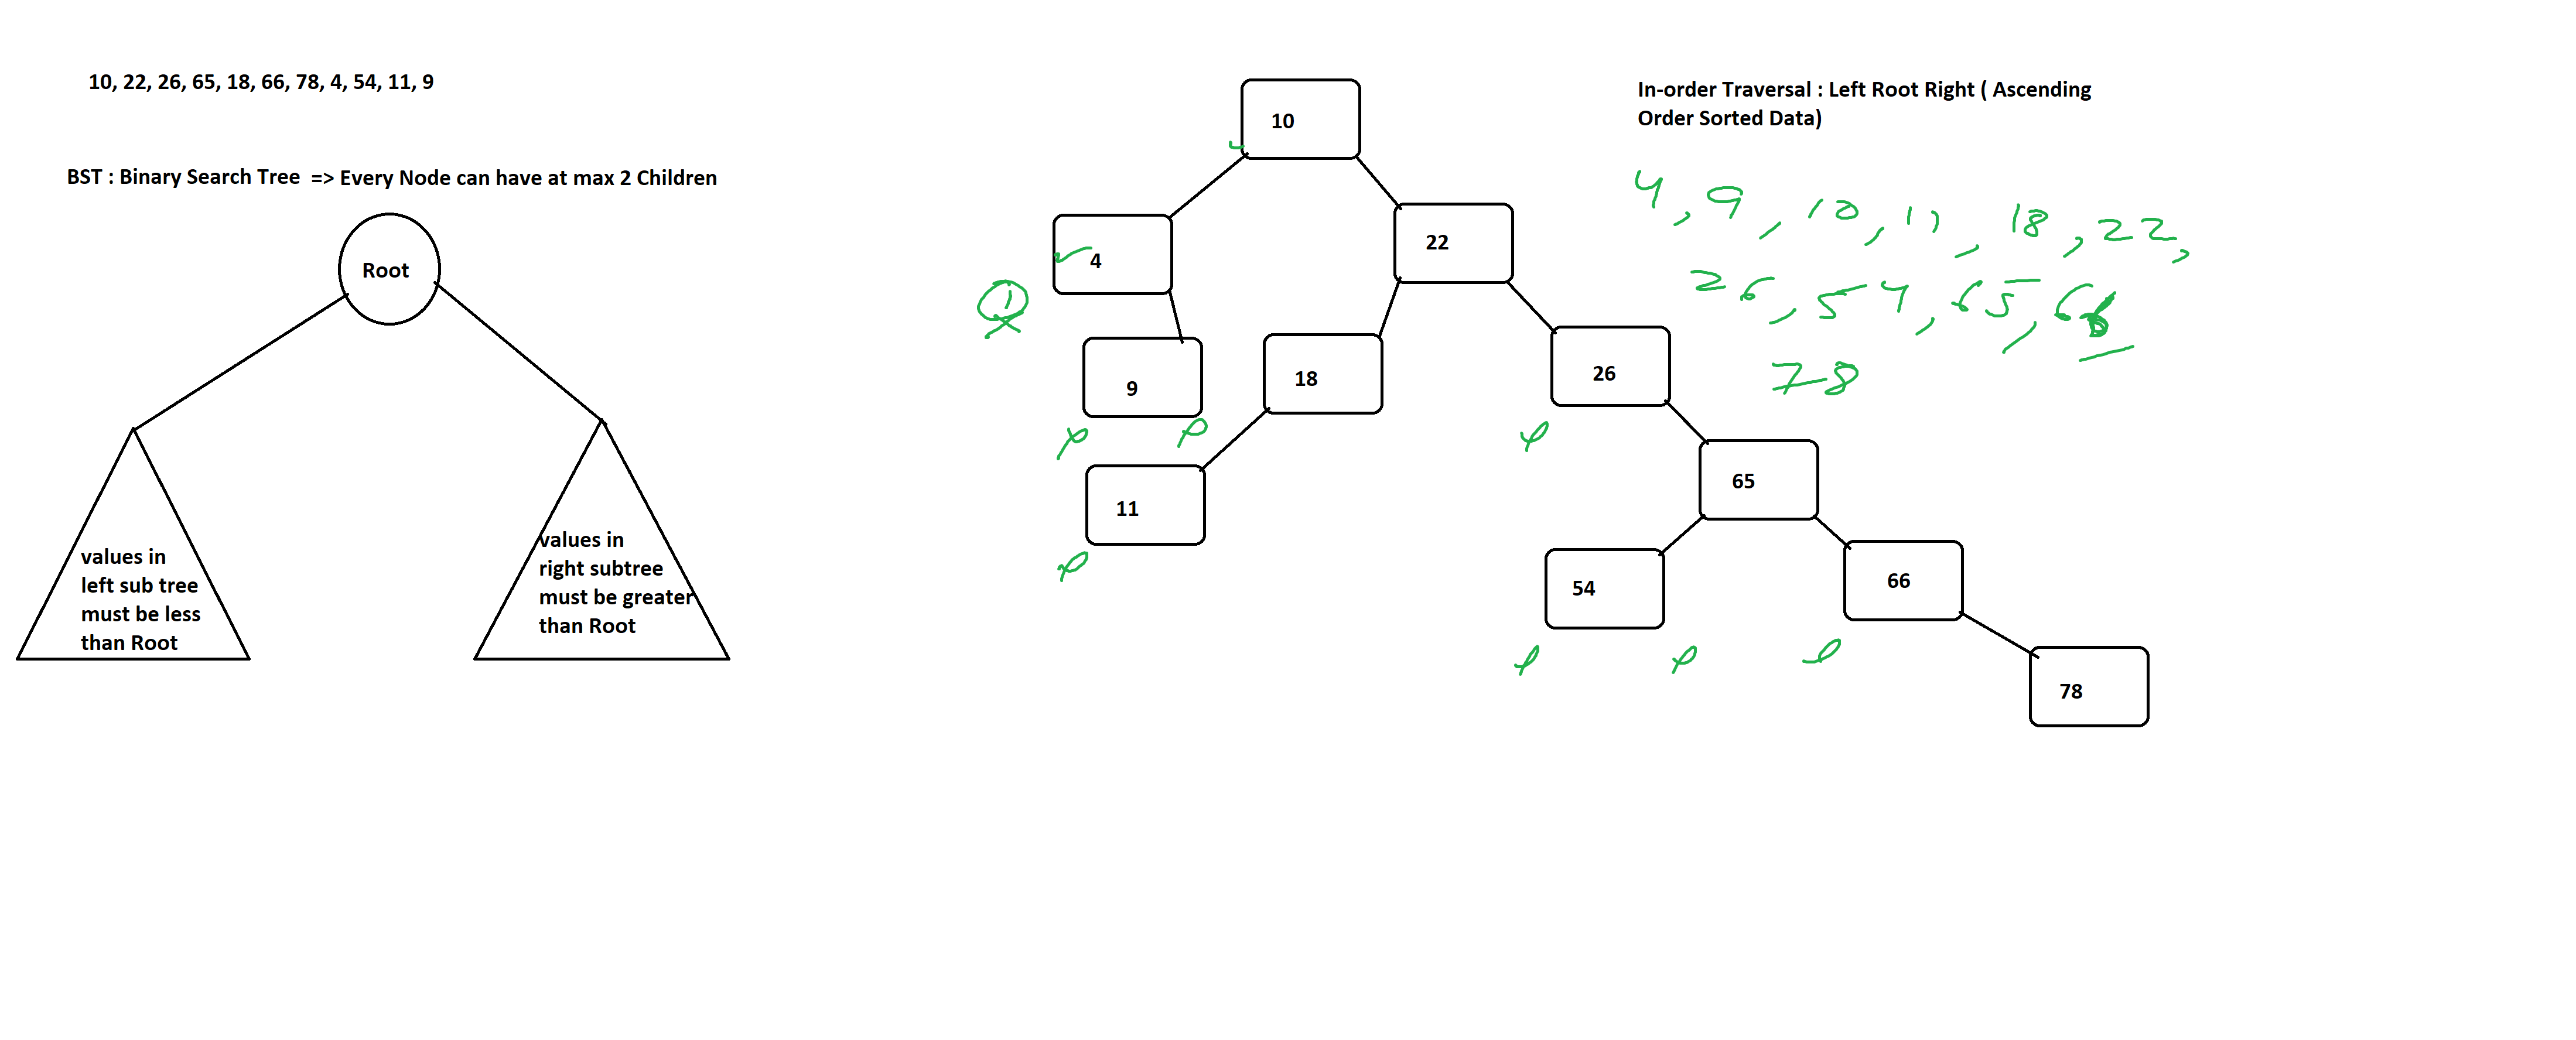 10, 22, 26, 65, 18, 66, 78, 4, 54, 11, 9
BST : Binary Search Tree => Every Node can have at max 2 Children
Root
values in
left sub tree
must be less
than Root
values in
right subtree
must be greater
than Root
10
4
22
9
18
26
11
65
54
66
78
In-order Traversal : Left Root Right ( Ascending
Order Sorted Data)
4, 9, 10, 11, 18, 22,
26, 54, 65, 66
78